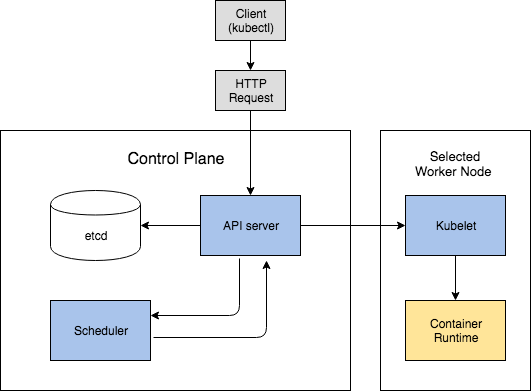 Client
(kubectl)
HTTP
Request
Control Plane
Selected
Worker Node
etcd
API server
Kubelet
Scheduler
Container
Runtime